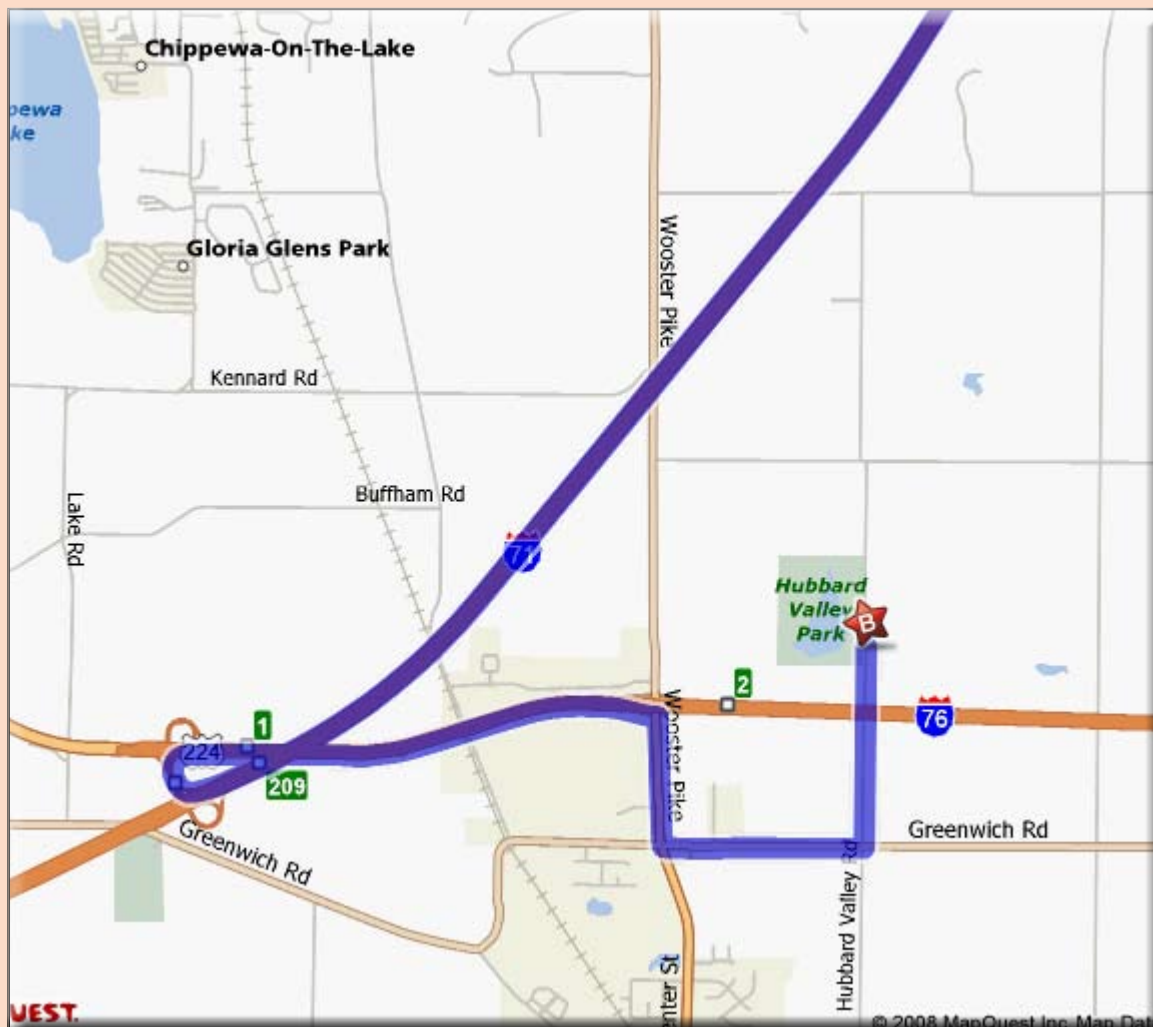 Chippewa-On-The-Lake
pewa
ke
Gloria Glens Park
Wooster Pike
Kennard Rd
Buffham Rd
Lake Rd
71
Hubbard
Valley
Park
B
2
76
Wooster Pike
1
224
209
Greenwich Rd
Greenwich Rd
Hubbard Valley Rd
enter St
UEST.
© 2008 MapQuest Inc. Map Dat